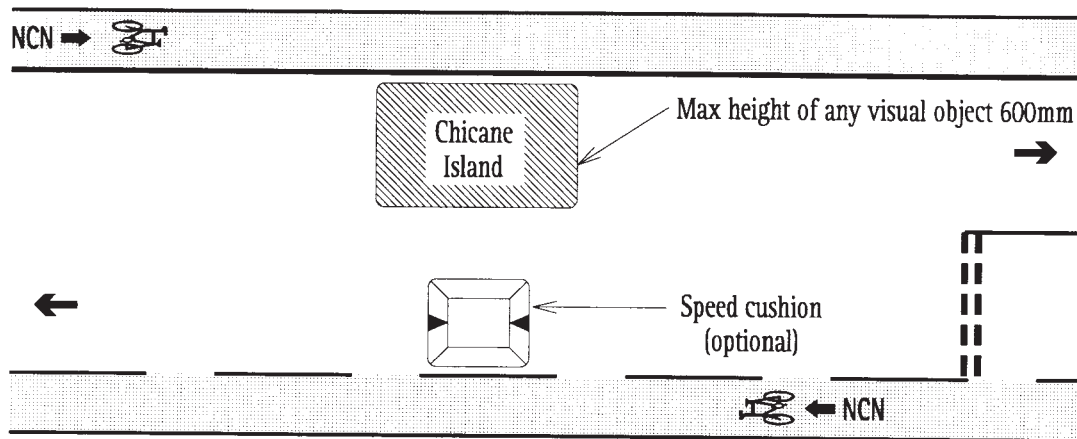 NCN
Max height of any visual object 600mm
Chicane
Island
Speed cushion
(optional)
NCN